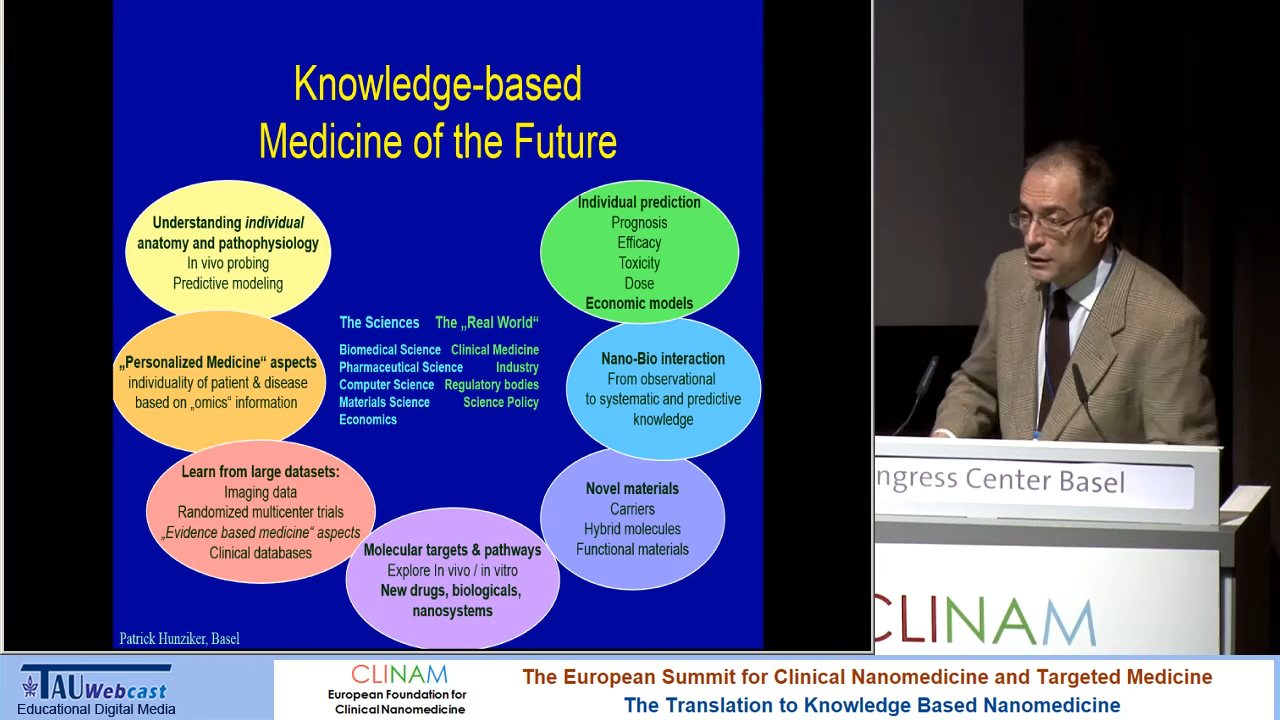 Knowledge-based
Medicine of the Future
Understanding individual
anatomy and pathophysiology
In vivo probing
Predictive modeling
„Personalized Medicine“ aspects
individuality of patient & disease
based on „omics“ information
Learn from large datasets:
Imaging data
Randomized multicenter trials
„Evidence based medicine“ aspects
Clinical databases
Molecular targets & pathways
Explore In vivo / in vitro
New drugs, biologicals,
nanosystems
Novel materials
Carriers
Hybrid molecules
Functional materials
Nano-Bio interaction
From observational
to systematic and predictive
knowledge
Individual prediction
Prognosis
Efficacy
Toxicity
Dose
Economic models
The Sciences The „Real World“
Biomedical Science Clinical Medicine
Pharmaceutical Science Industry
Computer Science Regulatory bodies
Materials Science Science Policy
Economics
Patrick Hunziker, Basel
ngress Center Basel
CLINAM
TAU Webcast
Educational Digital Media
CLINAM
European Foundation for
Clinical Nanomedicine
The European Summit for Clinical Nanomedicine and Targeted Medicine
The Translation to Knowledge Based Nanomedicine